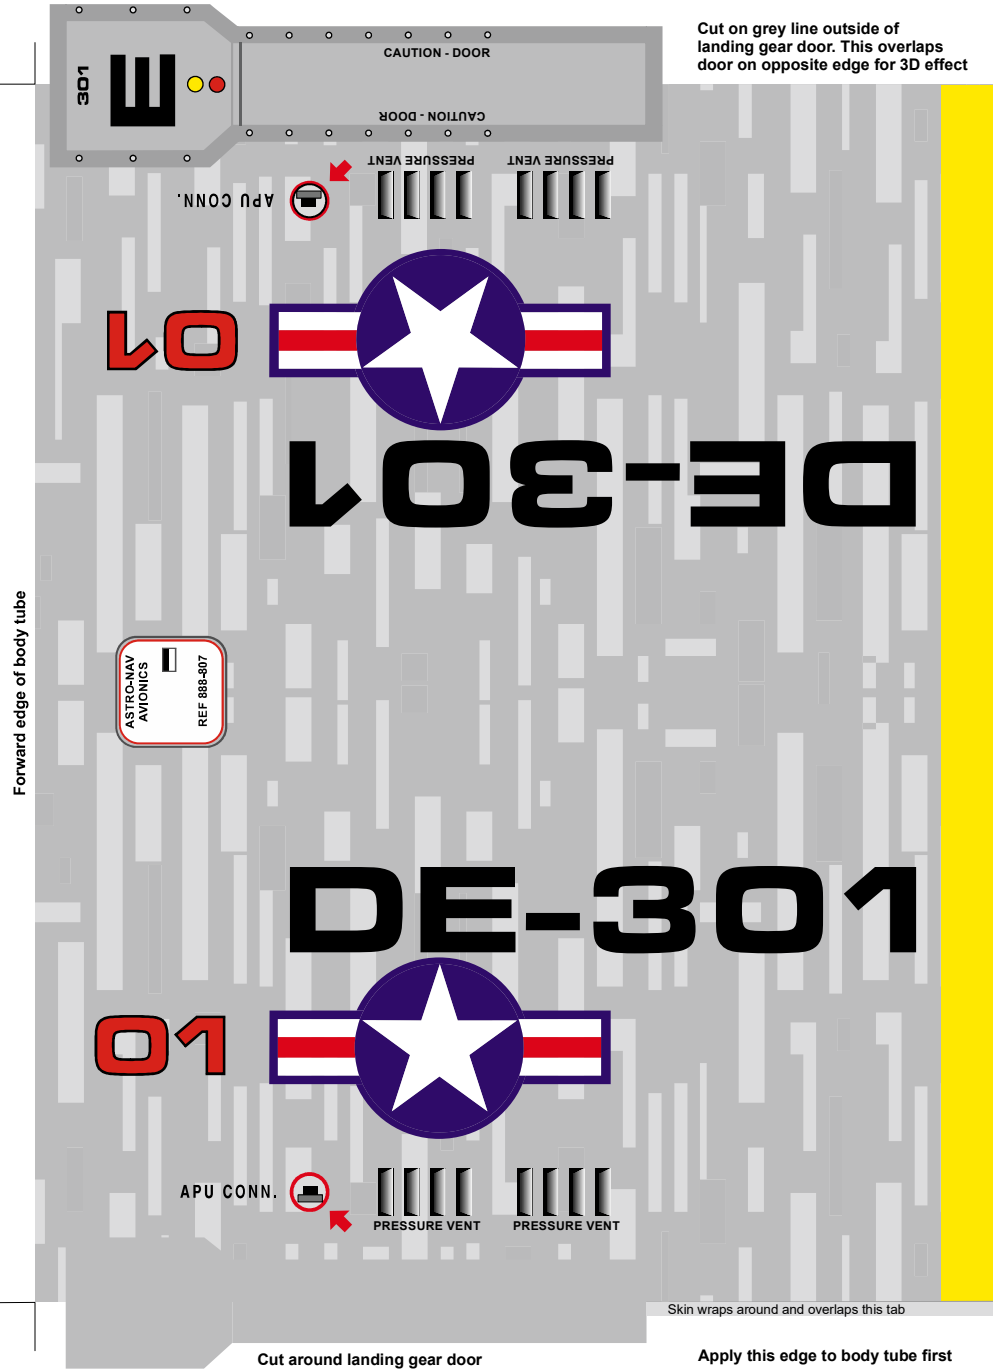 Cut on grey line outside of
landing gear door. This overlaps
door on opposite edge for 3D effect
CAUTION - DOOR
301
E
CAUTION - DOOR
PRESSURE VENT
PRESSURE VENT
APU CONN.
01
DE-301
Forward edge of body tube
ASTRO-NAV
AVIONICS
REF 888-807
DE-301
01
APU CONN.
PRESSURE VENT
PRESSURE VENT
Skin wraps around and overlaps this tab
Cut around landing gear door
Apply this edge to body tube first